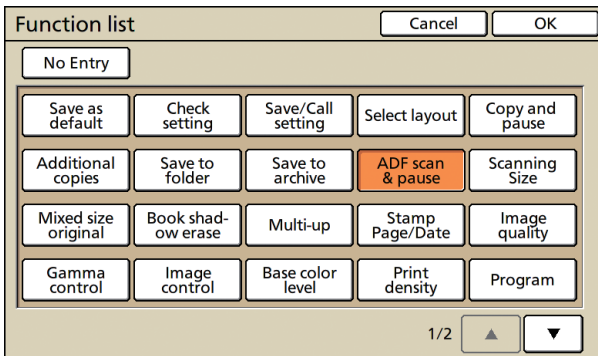 Function list
Cancel
OK
No Entry
Save as
default
Check
setting
Save/Call
setting
Select layout
Copy and
pause
Additional
copies
Save to
folder
Save to
archive
ADF scan
& pause
Scanning
Size
Mixed size
original
Book shad-
ow erase
Multi-up
Stamp
Page/Date
Image
quality
Gamma
control
Image
control
Base color
level
Print
density
Program
1/2